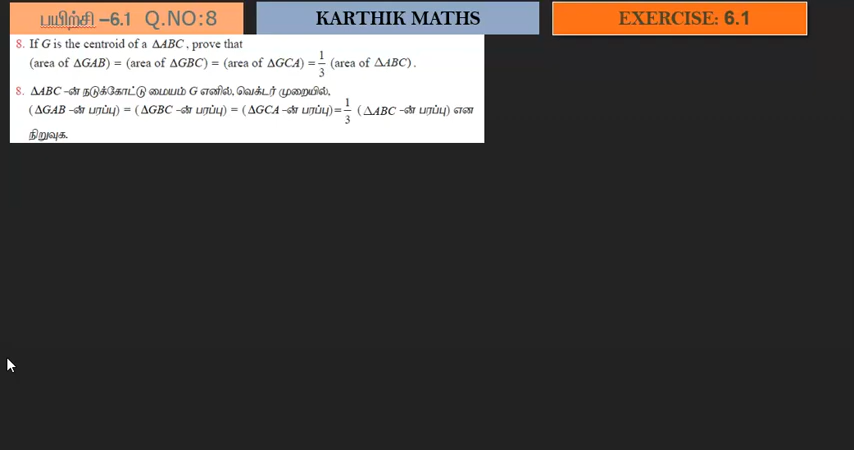 பயிற்சி –6.1 Q.NO:8
KARTHIK MATHS
EXERCISE: 6.1
8. If G is the centroid of a ΔABC , prove that
(area of ΔGAB) = (area of ΔGBC) = (area of ΔGCA) = 1/3 (area of ΔABC) .
8. ΔABC -ன் நடுக்கோட்டு மையம் G எனில், வெக்டர் முறையில்,
(ΔGAB -ன் பரப்பு) = (ΔGBC -ன் பரப்பு) = (ΔGCA -ன் பரப்பு)= 1/3 (ΔABC -ன் பரப்பு) என
நிறுவுக.